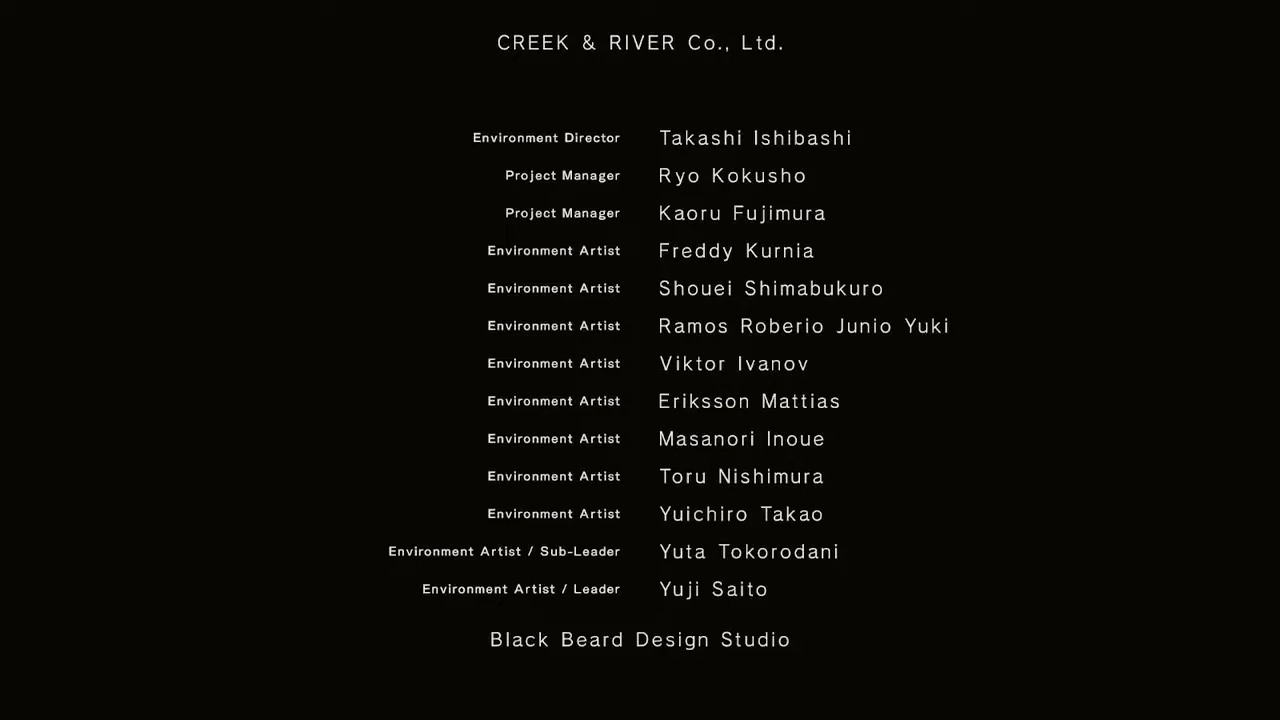 CREEK & RIVER Co., Ltd.
Environment Director Takashi Ishibashi
Project Manager Ryo Kokusho
Project Manager Kaoru Fujimura
Environment Artist Freddy Kurnia
Environment Artist Shouei Shimabukuro
Environment Artist Ramos Roberio Junio Yuki
Environment Artist Viktor Ivanov
Environment Artist Eriksson Mattias
Environment Artist Masanori Inoue
Environment Artist Toru Nishimura
Environment Artist Yuichiro Takao
Environment Artist / Sub-Leader Yuta Tokorodani
Environment Artist / Leader Yuji Saito
Black Beard Design Studio